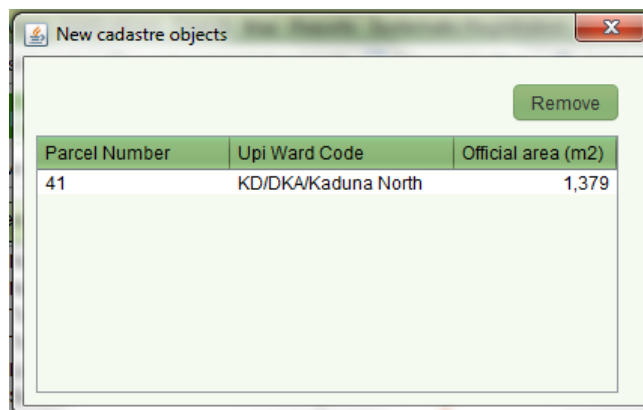 New cadastre objects
Remove
Parcel Number Upi Ward Code Official area (m2)
41 KD/DKA/Kaduna North 1,379